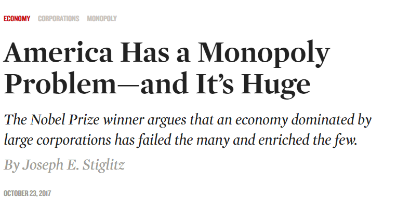 ECONOMY CORPORATIONS MONOPOLY
America Has a Monopoly
Problem—and It's Huge
The Nobel Prize winner argues that an economy dominated by
large corporations has failed the many and enriched the few.
By Joseph E. Stiglitz
OCTOBER 23, 2017